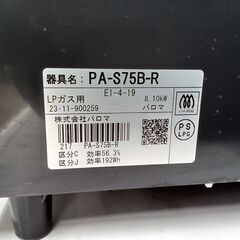 器具名：PA-S75B-R
E1-4-19
LPガス用 8.10kW
23·11-900259 パロマ
株式会社パロマ
217 PA-S75B-R
区分C 効率56.3%
区分J 効率192Wh
PS
LPG